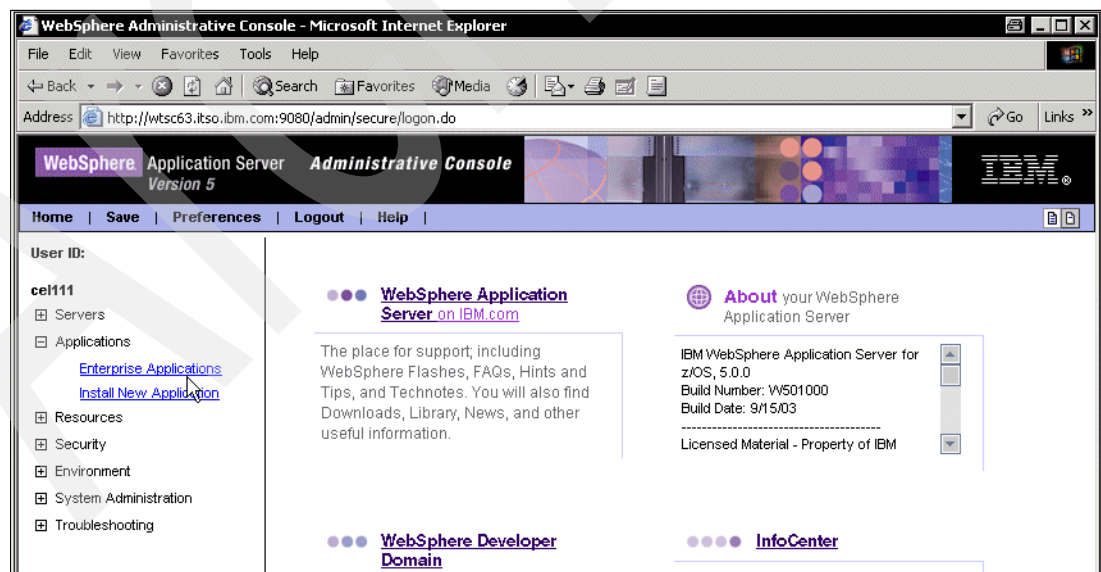 WebSphere Administrative Console - Microsoft Internet Explorer
File Edit View Favorites Tools Help
Back Search Favorites Media
Address http://wtsc63.itso.ibm.com:9080/admin/secure/logon.do Go Links »
WebSphere Application Server Administrative Console
Version 5
IBM®
Home | Save | Preferences | Logout | Help |
User ID:
cel111
Servers
Applications
Enterprise Applications
Install New Application
Resources
Security
Environment
System Administration
Troubleshooting
WebSphere Application
Server on IBM.com
The place for support; including
WebSphere Flashes, FAQs, Hints and
Tips, and Technotes. You will also find
Downloads, Library, News, and other
useful information.
About your WebSphere
Application Server
IBM WebSphere Application Server for
z/OS, 5.0.0
Build Number: W501000
Build Date: 9/15/03
----------------------------------------
Licensed Material - Property of IBM
WebSphere Developer
Domain
InfoCenter